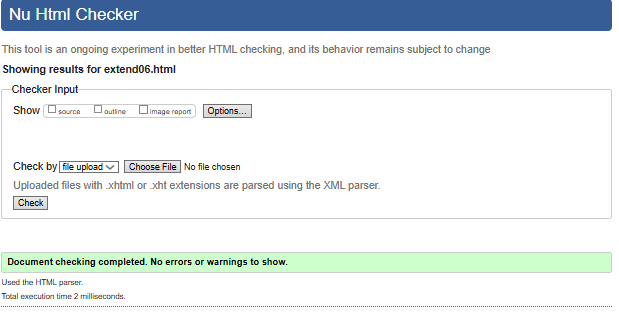 Nu Html Checker
This tool is an ongoing experiment in better HTML checking, and its behavior remains subject to change
Showing results for extend06.html
Checker Input
Show source outline image report Options...
Check by file upload Choose File No file chosen
Uploaded files with .xhtml or .xht extensions are parsed using the XML parser.
Check
Document checking completed. No errors or warnings to show.
Used the HTML parser.
Total execution time 2 milliseconds.